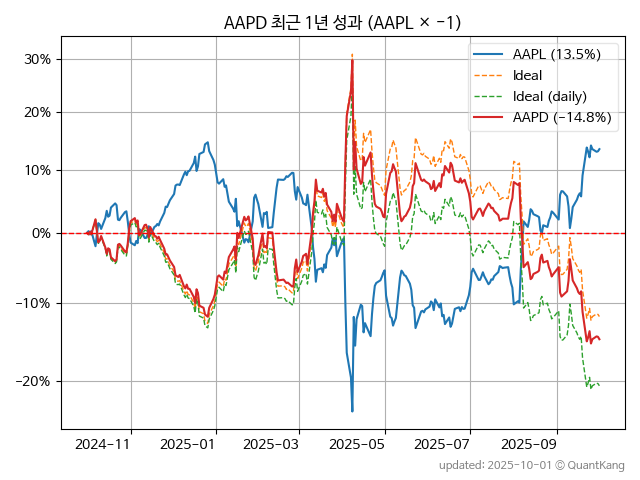 AAPD 최근 1년 성과 (AAPL × −1)
AAPL (13.5%)
Ideal
Ideal (daily)
AAPD (−14.8%)
30%
20%
10%
0%
−10%
−20%
2024-11 2025-01 2025-03 2025-05 2025-07 2025-09
updated: 2025-10-01 © QuantKang